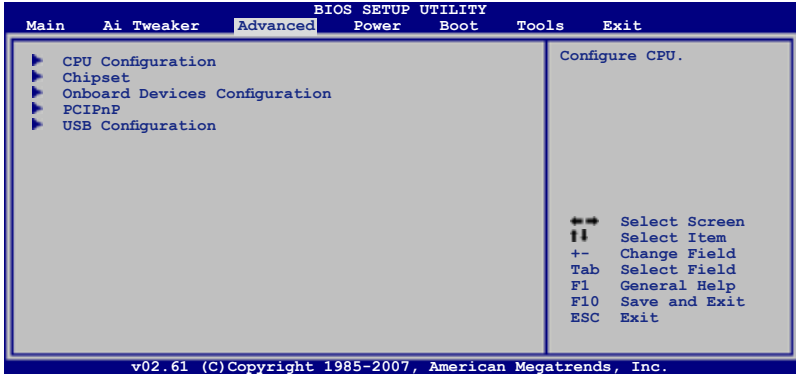 BIOS SETUP UTILITY
Main Ai Tweaker Advanced Power Boot Tools Exit
CPU Configuration
Chipset
Onboard Devices Configuration
PCIPnP
USB Configuration
Configure CPU.
←→ Select Screen
↑↓ Select Item
+- Change Field
Tab Select Field
F1 General Help
F10 Save and Exit
ESC Exit
v02.61 (C)Copyright 1985-2007, American Megatrends, Inc.